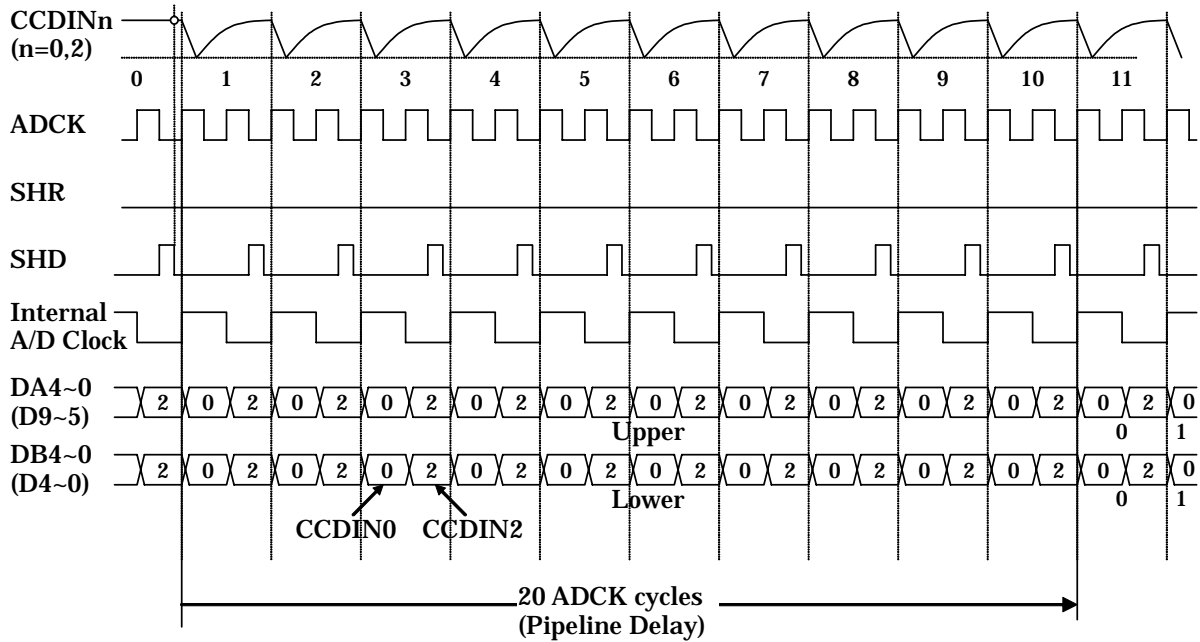 CCDINn
(n=0,2)
0 1 2 3 4 5 6 7 8 9 10 11
ADCK
SHR
SHD
Internal
A/D Clock
DA4~0
(D9~5)
2 0 2 0 2 0 2 0 2 0 2 0 2 0 2 0 2 0 2 0 2 0 2 0
Upper 0 1
DB4~0
(D4~0)
2 0 2 0 2 0 2 0 2 0 2 0 2 0 2 0 2 0 2 0 2 0 2 0
Lower 0 1
CCDIN0 CCDIN2
20 ADCK cycles
(Pipeline Delay)